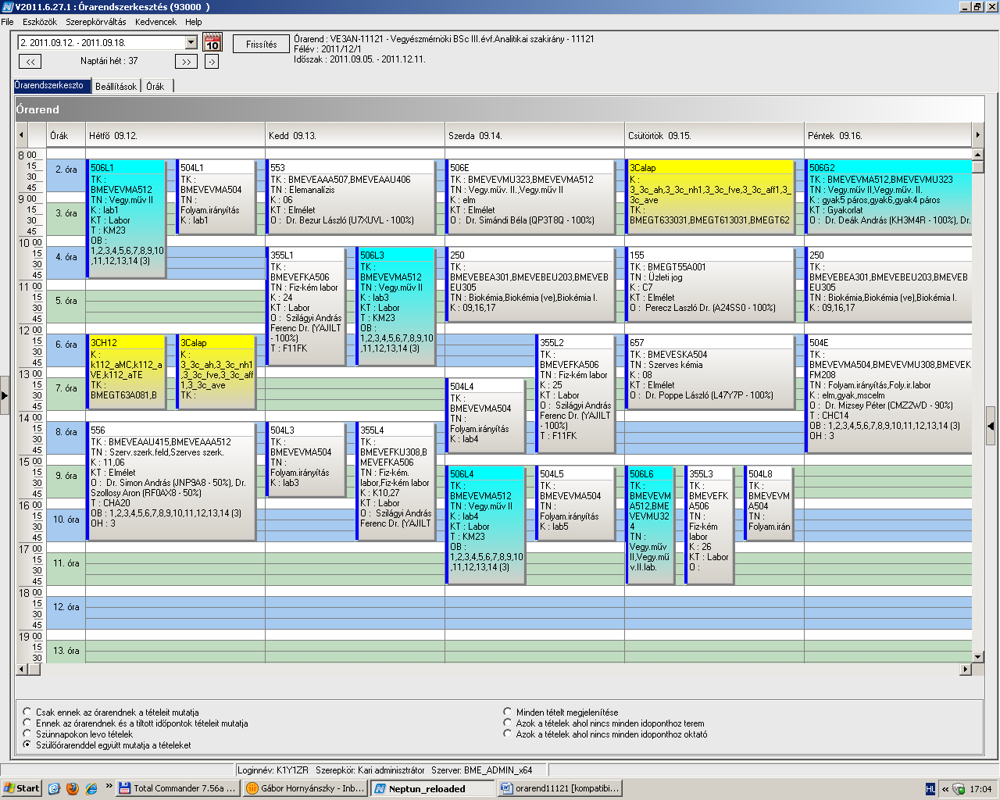 V2011.6.27.1 : Órarendszerkesztés (93000  )
File Eszközök Szerepkörváltás Kedvencek Help
2. 2011.09.12. - 2011.09.18.
10
Frissítés
Órarend : VE3AN-11121 - Vegyészmérnöki BSc III.évf.Analitikai szakirány - 11121
Félév : 2011/12/1
Időszak : 2011.09.05. - 2011.12.11.
<< Naptári hét : 37 >> ->
Órarendszerkeszto Beállítások Órák
Órarend
Órák Hétfő 09.12. Kedd 09.13. Szerda 09.14. Csütörtök 09.15. Péntek 09.16.
8 00
15
30
45
9 00
15
30
45
10 00
15
30
45
11 00
15
30
45
12 00
15
30
45
13 00
15
30
45
14 00
15
30
45
15 00
15
30
45
16 00
15
30
45
17 00
15
30
45
18 00
15
30
45
19 00
15
30
2. óra
3. óra
4. óra
5. óra
6. óra
7. óra
8. óra
9. óra
10. óra
11. óra
12. óra
13. óra
506L1
TK :
BMEVEVMA512
TN : Vegy.műv II
K : lab1
KT : Labor
T : KM23
OB :
1,2,3,4,5,6,7,8,9,10
,11,12,13,14 (3)
504L1
TK :
BMEVEVMA504
TN :
Folyam.irányítás
K : lab1
3CH12
K :
k112_aMC,k112_a
VE,k112_aTE
TK :
BMEGT63A081,B
3Calap
K :
3_3c_ah,3_3c_nh1
,3_3c_fve,3_3c_aff
1,3_3c_ave
TK :
556
TK : BMEVEAAU415,BMEVEAAA512
TN : Szerv.szerk.feld,Szerves szerk.
K : 11,06
KT : Elmélet
O : Dr. Simon András (JNP9A8 - 50%), Dr.
Szollosy Aron (RF0AX8 - 50%)
T : CHA20
OB : 1,2,3,4,5,6,7,8,9,10,11,12,13,14 (3)
OH : 3
553
TK : BMEVEAAA507,BMEVEAAU406
TN : Elemanalízis
K : 06
KT : Elmélet
O : Dr. Bezur László (U7XUVL - 100%)
355L1
TK :
BMEVEFKA506
TN : Fiz-kém labor
K : 24
KT : Labor
O : Szilágyi András
Ferenc Dr. (YAJILT
- 100%)
T : F11FK
506L3
TK :
BMEVEVMA512
TN : Vegy.műv II
K : lab3
KT : Labor
T : KM23
OB :
1,2,3,4,5,6,7,8,9,10
,11,12,13,14 (3)
504L3
TK :
BMEVEVMA504
TN :
Folyam.irányítás
K : lab3
355L4
TK :
BMEVEFKU308,B
MEVEFKA506
TN : Fiz-kém.
labor,Fiz-kém labor
K : K10,27
KT : Labor
O : Szilágyi András
Ferenc Dr. (YAJILT
506E
TK : BMEVEVMU323,BMEVEVMA512
TN : Vegy.műv. II.,Vegy.műv II
K : elm
KT : Elmélet
O : Dr. Simándi Béla (QP3T8Q - 100%)
250
TK :
BMEVEBEA301,BMEVEBEU203,BMEVEB
EU305
TN : Biokémia,Biokémia (ve),Biokémia I.
K : 09,16,17
504L4
TK :
BMEVEVMA504
TN :
Folyam.irányítás
K : lab4
355L2
TK :
BMEVEFKA506
TN : Fiz-kém labor
K : 25
KT : Labor
O : Szilágyi András
Ferenc Dr. (YAJILT
- 100%)
T : F11FK
506L4
TK :
BMEVEVMA512
TN : Vegy.műv II
K : lab4
KT : Labor
T : KM23
OB :
1,2,3,4,5,6,7,8,9,10
,11,12,13,14 (3)
504L5
TK :
BMEVEVMA504
TN :
Folyam.irányítás
K : lab5
3Calap
K :
3_3c_ah,3_3c_nh1,3_3c_fve,3_3c_aff1,3_
3c_ave
TK :
BMEGT633031,BMEGT613031,BMEGT62
155
TK : BMEGT55A001
TN : Üzleti jog
K : C7
KT : Elmélet
O : Perecz Laszló Dr. (A24SS0 - 100%)
657
TK : BMEVESKA504
TN : Szerves kémia
K : 08
KT : Elmélet
O : Dr. Poppe László (L47Y7P - 100%)
506L6
TK :
BMEVEVM
A512,BME
VEVMU32
4
TN :
Vegy.műv
II,Vegy.mű
v.II.lab.
355L3
TK :
BMEVEFK
A506
TN :
Fiz-kém
labor
K : 26
KT : Labor
O :
504L8
TK :
BMEVEVM
A504
TN :
Folyam.irán
506G2
TK : BMEVEVMA512,BMEVEVMU323
TN : Vegy.műv II,Vegy.műv. II.
K : gyak5 páros,gyak6,gyak4 páros
KT : Gyakorlat
O : Dr. Deák András (KH3M4R - 100%), Dr.
250
TK :
BMEVEBEA301,BMEVEBEU203,BMEVEB
EU305
TN : Biokémia,Biokémia (ve),Biokémia I.
K : 09,16,17
504E
TK :
BMEVEVMA504,BMEVEVMU308,BMEVEK
FM208
TN : Folyam.irányítás,Foly.ir.labor
K : elm,gyak,mscelm
O : Dr. Mizsey Péter (CMZ2WD - 90%)
T : CHC14
OB : 1,2,3,4,5,6,7,8,9,10,11,12,13,14 (3)
OH : 3
Csak ennek az órarendnek a tételeit mutatja
Ennek az órarendnek és a tiltott időpontok tételeit mutatja
Szünnapokon levo tételek
Szülőórarenddel együtt mutatja a tételeket
Minden tételt megjelenítése
Azok a tételek ahol nincs minden idoponthoz terem
Azok a tételek ahol nincs minden idoponthoz oktató
Loginnév: K1Y1ZR Szerepkör: Kari adminisztrátor Szerver: BME_ADMIN_x64
Start » Total Commander 7.56a ... Gábor Hornyánszky - Inb... Neptun_reloaded orarend11121 [kompatibi... HU « 17:04